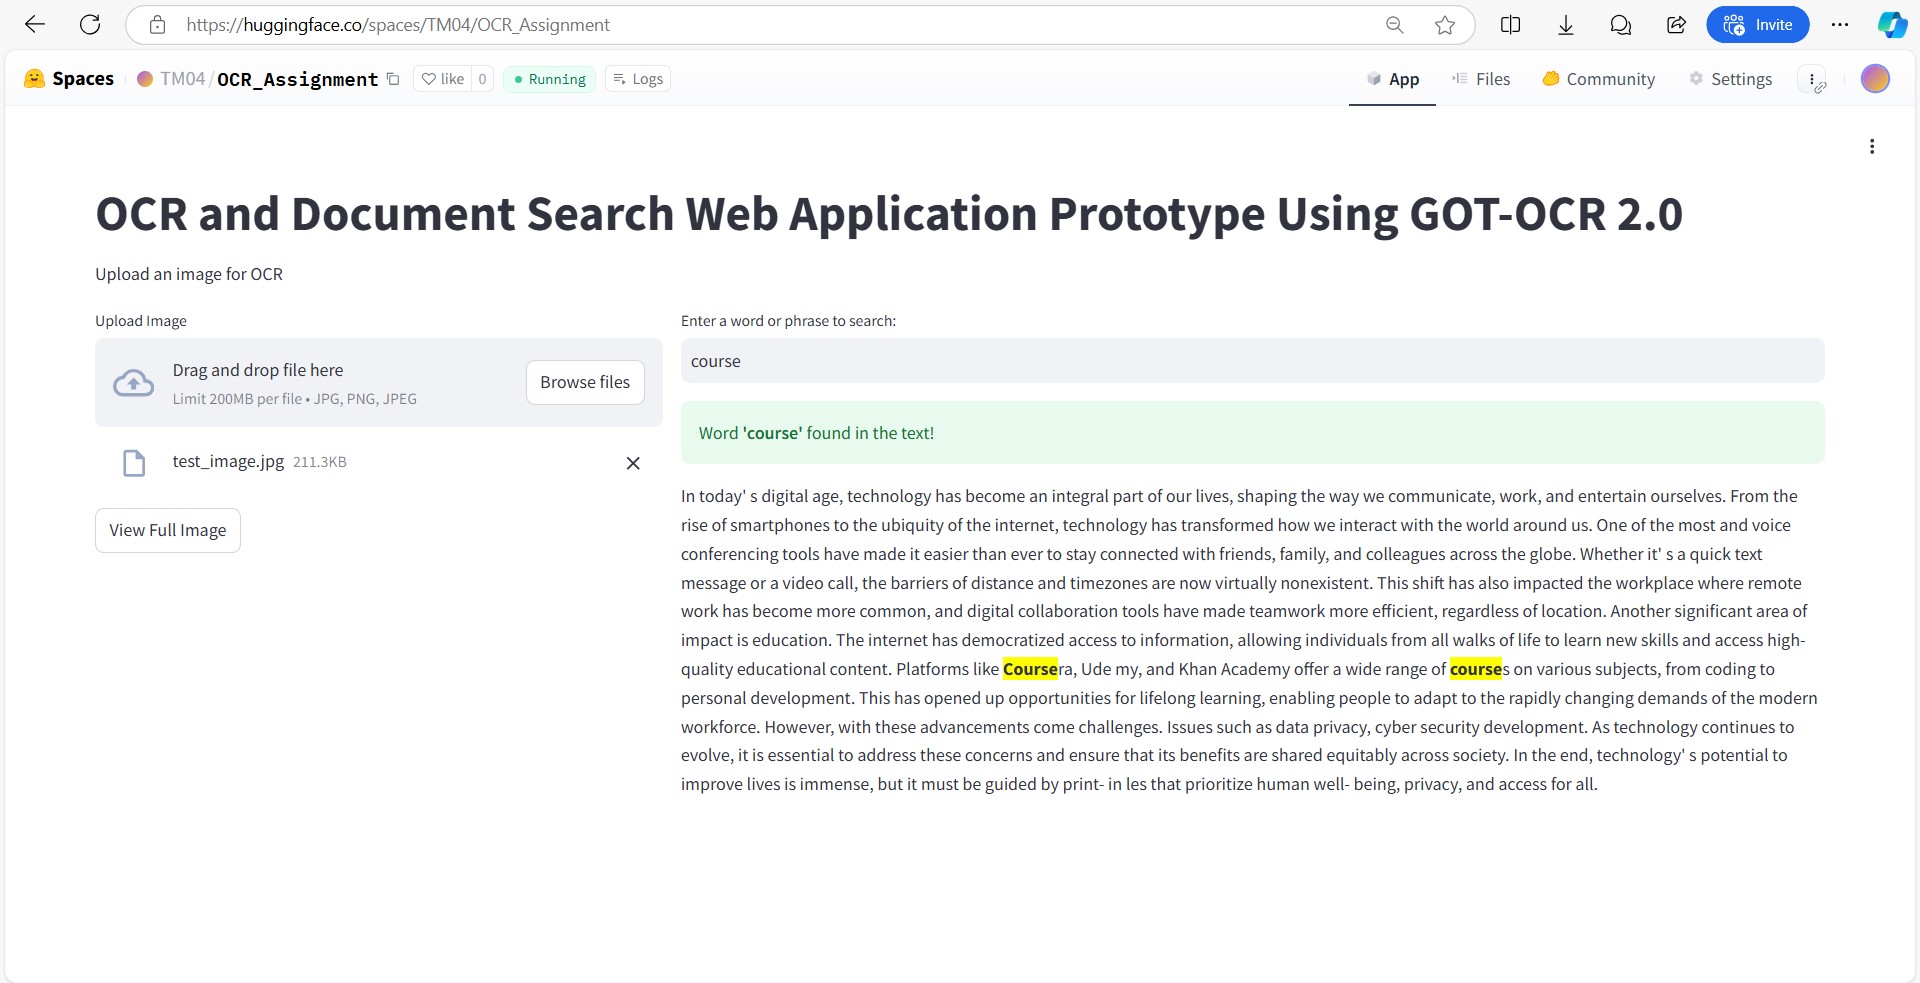 https://huggingface.co/spaces/TM04/OCR_Assignment
Invite
Spaces TM04/OCR_Assignment like 0 Running Logs App Files Community Settings
OCR and Document Search Web Application Prototype Using GOT-OCR 2.0
Upload an image for OCR
Upload Image
Drag and drop file here
Limit 200MB per file • JPG, PNG, JPEG
Browse files
test_image.jpg 211.3KB
View Full Image
Enter a word or phrase to search:
course
Word 'course' found in the text!
In today' s digital age, technology has become an integral part of our lives, shaping the way we communicate, work, and entertain ourselves. From the
rise of smartphones to the ubiquity of the internet, technology has transformed how we interact with the world around us. One of the most and voice
conferencing tools have made it easier than ever to stay connected with friends, family, and colleagues across the globe. Whether it' s a quick text
message or a video call, the barriers of distance and timezones are now virtually nonexistent. This shift has also impacted the workplace where remote
work has become more common, and digital collaboration tools have made teamwork more efficient, regardless of location. Another significant area of
impact is education. The internet has democratized access to information, allowing individuals from all walks of life to learn new skills and access high-
quality educational content. Platforms like Coursera, Ude my, and Khan Academy offer a wide range of courses on various subjects, from coding to
personal development. This has opened up opportunities for lifelong learning, enabling people to adapt to the rapidly changing demands of the modern
workforce. However, with these advancements come challenges. Issues such as data privacy, cyber security development. As technology continues to
evolve, it is essential to address these concerns and ensure that its benefits are shared equitably across society. In the end, technology' s potential to
improve lives is immense, but it must be guided by print- in les that prioritize human well- being, privacy, and access for all.